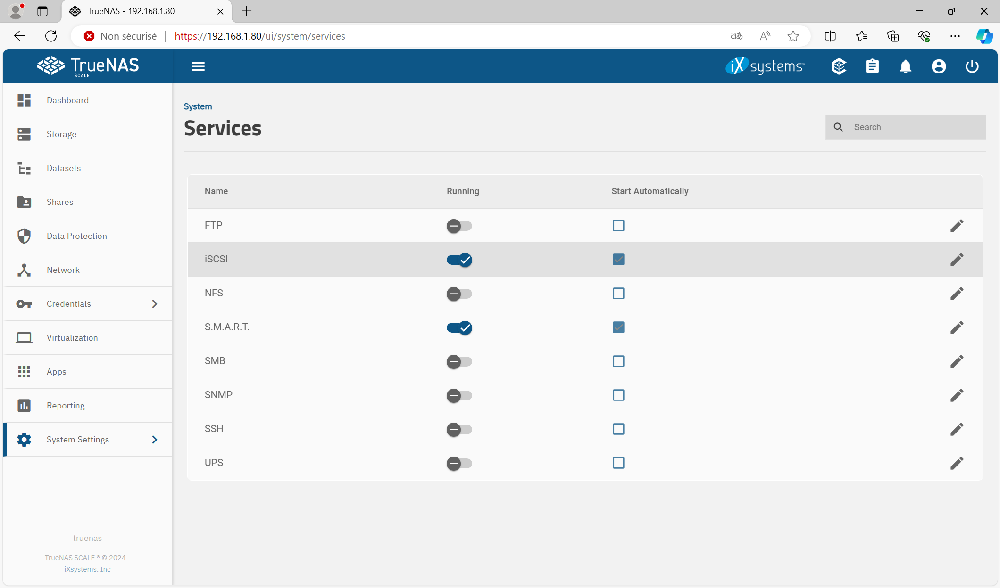 TrueNAS - 192.168.1.80
Non sécurisé
https://192.168.1.80/ui/system/services
TrueNAS
SCALE
iXsystems™
Dashboard
Storage
Datasets
Shares
Data Protection
Network
Credentials
Virtualization
Apps
Reporting
System Settings
truenas
TrueNAS SCALE ® © 2024 -
iXsystems, Inc
System
Services
Search
Name Running Start Automatically
FTP
iSCSI
NFS
S.M.A.R.T.
SMB
SNMP
SSH
UPS